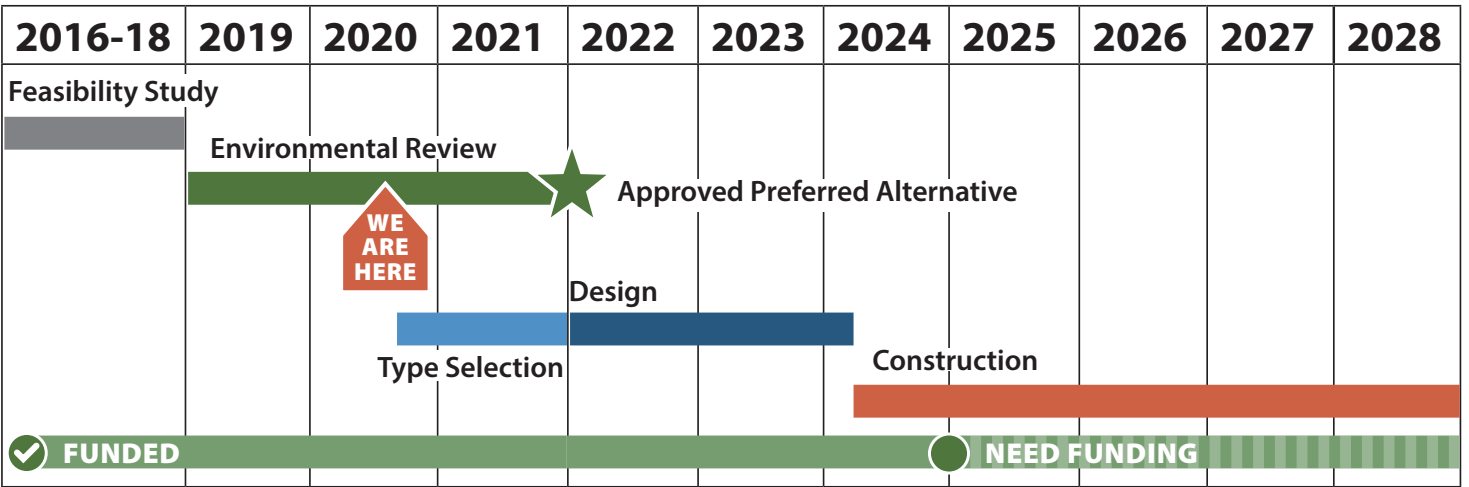 2016-18 2019 2020 2021 2022 2023 2024 2025 2026 2027 2028
Feasibility Study
Environmental Review
Approved Preferred Alternative
WE
ARE
HERE
Design
Type Selection
Construction
FUNDED
NEED FUNDING